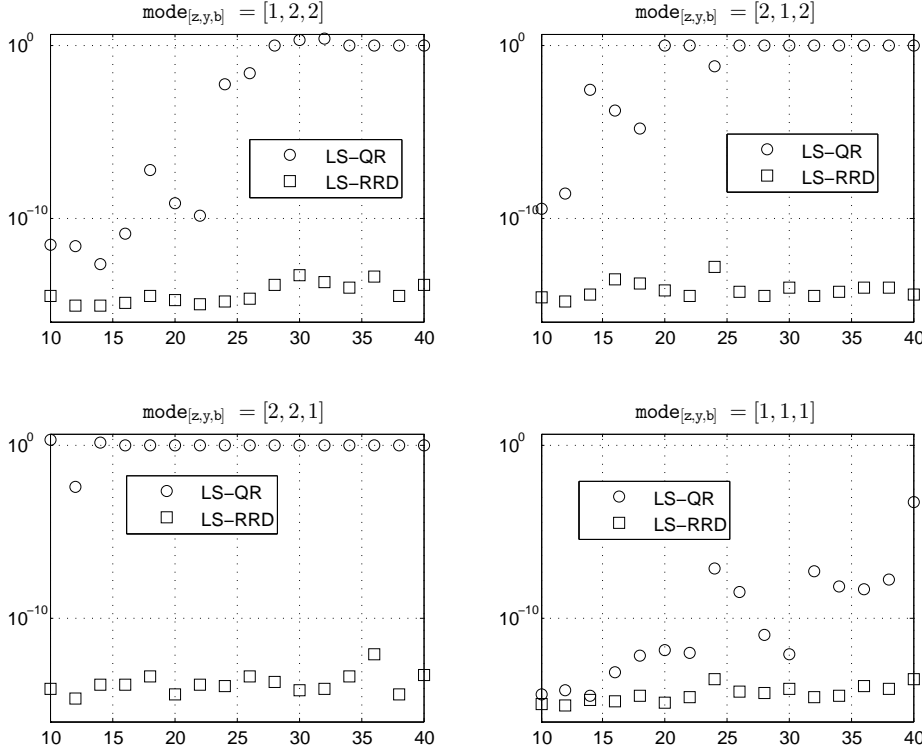 mode[z,y,b] = [1, 2, 2]
10^0
10^-10
LS−QR
LS−RRD
10 15 20 25 30 35 40
mode[z,y,b] = [2, 1, 2]
10^0
10^-10
LS−QR
LS−RRD
10 15 20 25 30 35 40
mode[z,y,b] = [2, 2, 1]
10^0
10^-10
LS−QR
LS−RRD
10 15 20 25 30 35 40
mode[z,y,b] = [1, 1, 1]
10^0
10^-10
LS−QR
LS−RRD
10 15 20 25 30 35 40